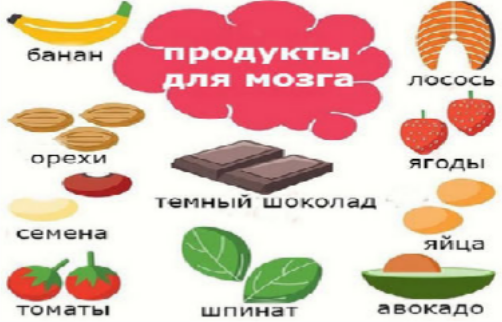 продукты
для мозга
банан
лосось
орехи
ягоды
темный шоколад
семена
яйца
томаты
шпинат
авокадо